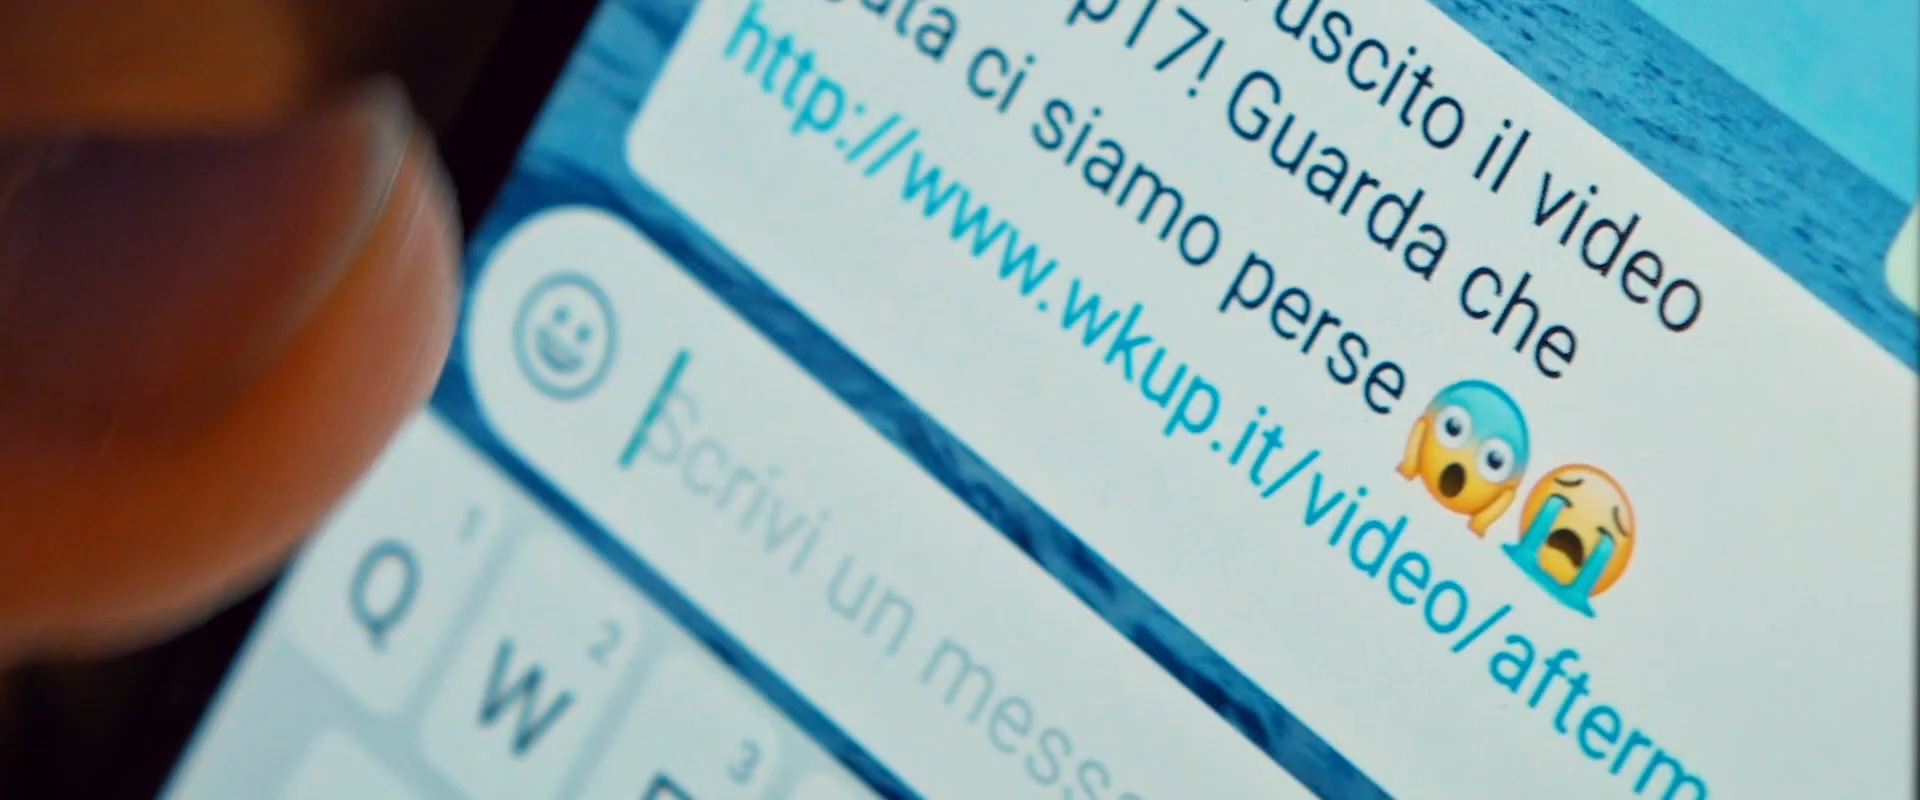 uscito il video
p17! Guarda che
ci siamo perse 😱😭
http://www.wkup.it/video/afterm
Scrivi un mess
1 2 3
Q W